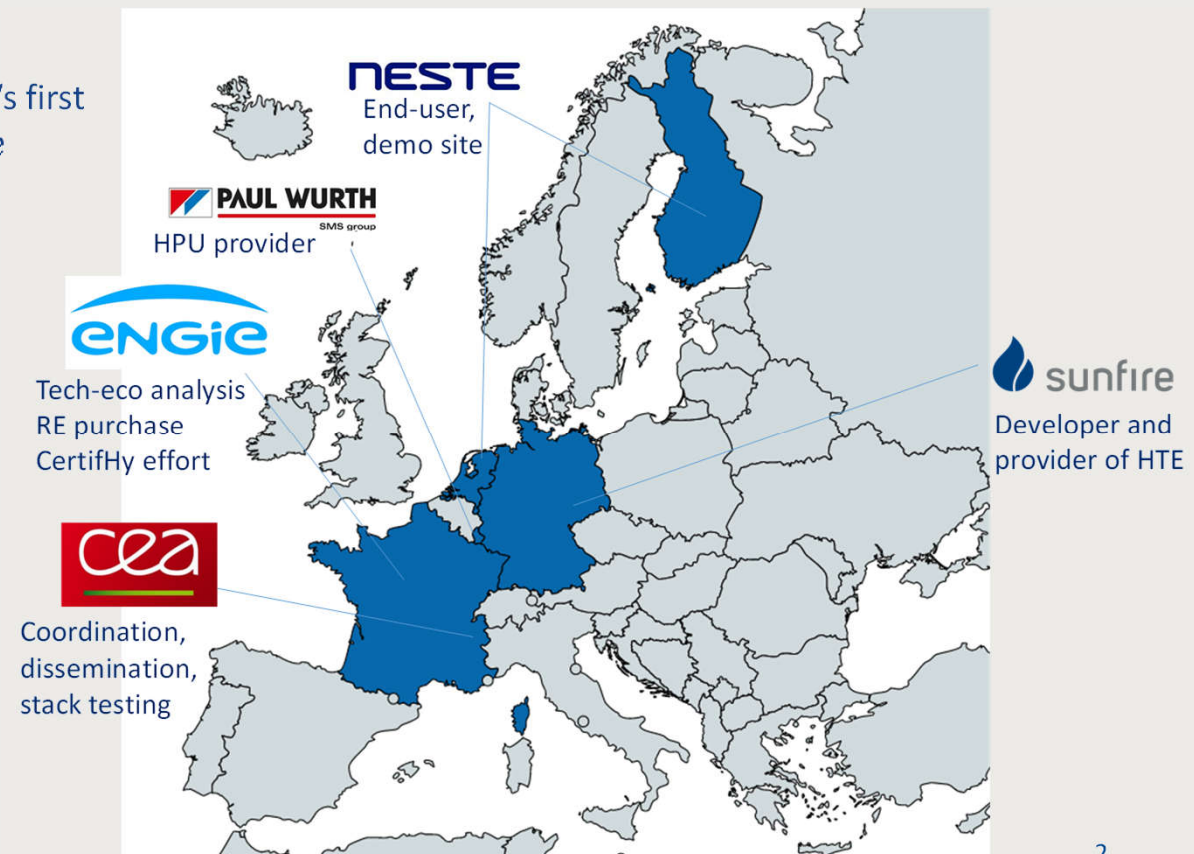 's first
e
NESTE
End-user,
demo site
PAUL WURTH
SMS group
HPU provider
ENGIE
Tech-eco analysis
RE purchase
CertifHy effort
cea
Coordination,
dissemination,
stack testing
sunfire
Developer and
provider of HTE
2